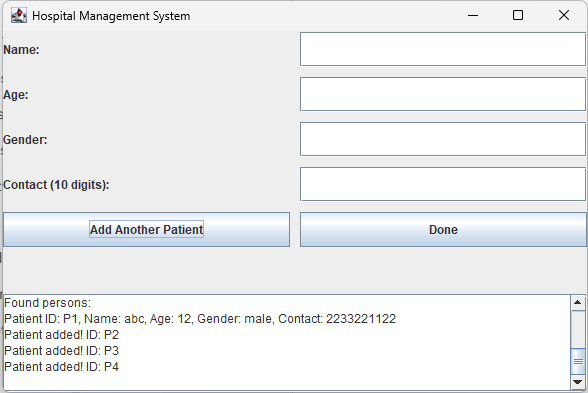 Hospital Management System
Name:
Age:
Gender:
Contact (10 digits):
Add Another Patient
Done
Found persons:
Patient ID: P1, Name: abc, Age: 12, Gender: male, Contact: 2233221122
Patient added! ID: P2
Patient added! ID: P3
Patient added! ID: P4